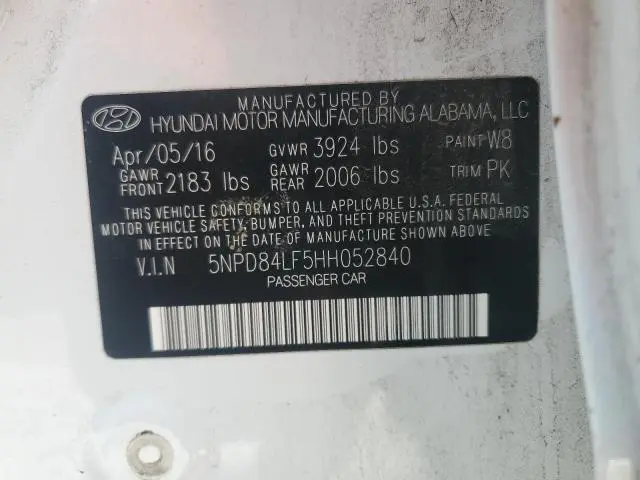 MANUFACTURED BY
HYUNDAI MOTOR MANUFACTURING ALABAMA, LLC
Apr/05/16 GVWR 3924 lbs PAINT W8
GAWR FRONT 2183 lbs GAWR REAR 2006 lbs TRIM PK
THIS VEHICLE CONFORMS TO ALL APPLICABLE U.S.A. FEDERAL
MOTOR VEHICLE SAFETY-BUMPER, AND THEFT PREVENTION STANDARDS
IN EFFECT ON THE DATE OF MANUFACTURE SHOWN ABOVE
V.I.N 5NPD84LF5HH052840
PASSENGER CAR